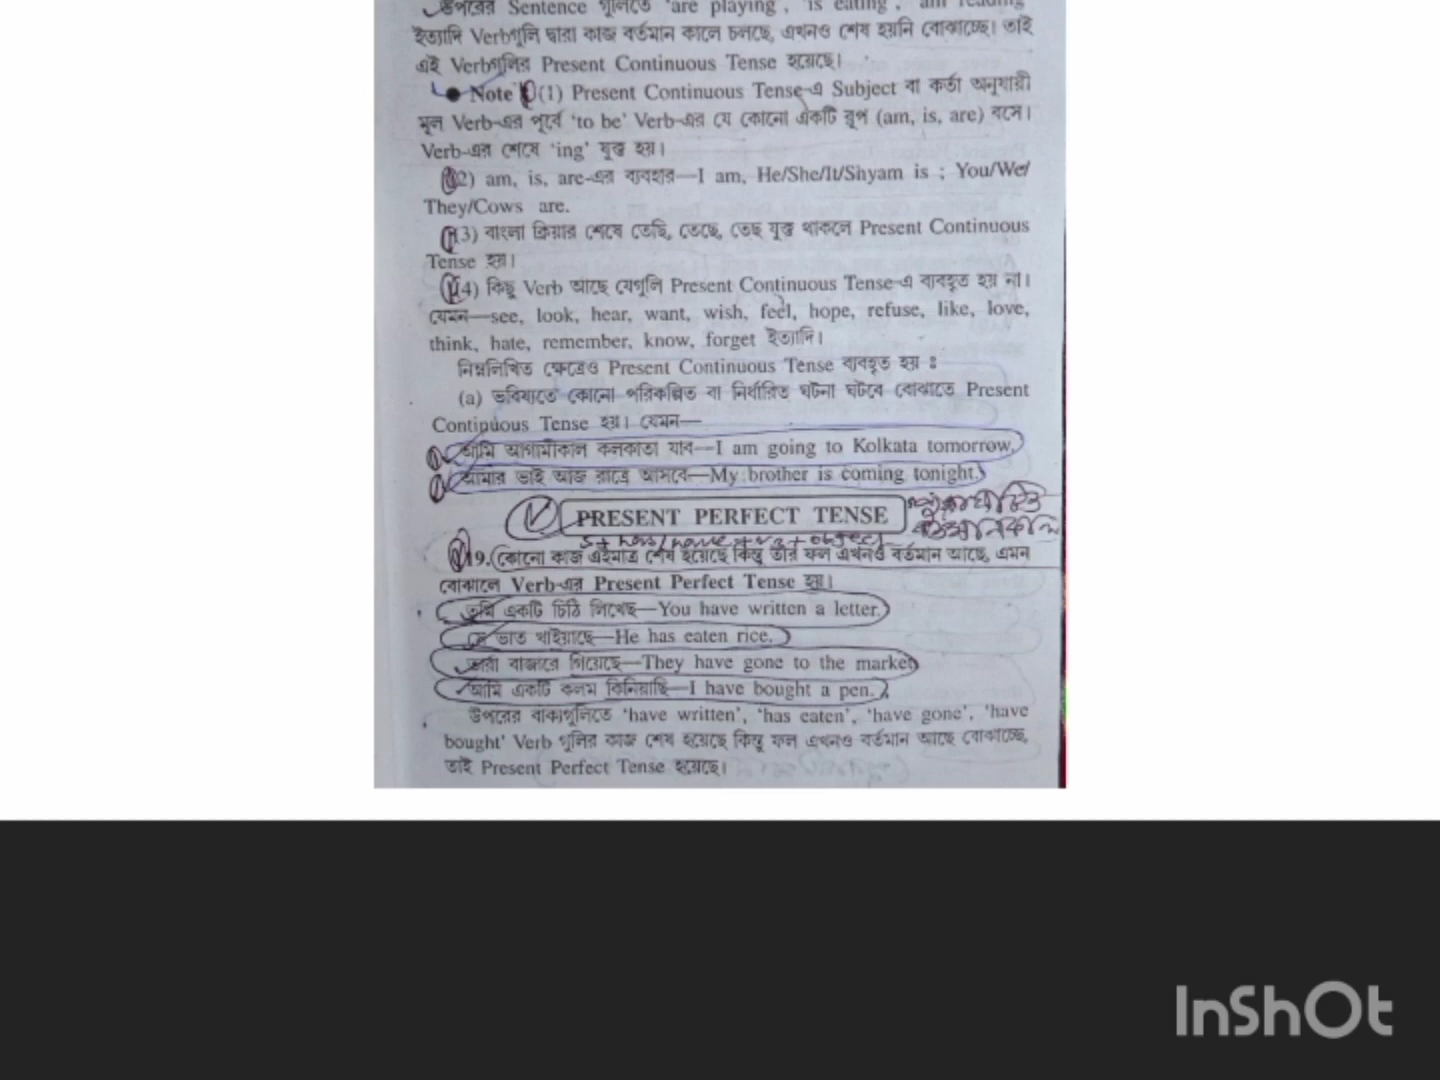 উপরের Sentence গুলিতে 'are playing', 'is eating', 'am reading'
ইত্যাদি Verbগুলি দ্বারা কাজ বর্তমান কালে চলছে, এখনও শেষ হয়নি বোঝাচ্ছে। তাই
এই Verbগুলির Present Continuous Tense হয়েছে।
● Note (1) Present Continuous Tense-এ Subject বা কর্তা অনুযায়ী
মূল Verb-এর পূর্বে 'to be' Verb-এর যে কোনো একটি রূপ (am, is, are) বসে।
Verb-এর শেষে 'ing' যুক্ত হয়।
(2) am, is, are-এর ব্যবহার—I am, He/She/It/Shyam is ; You/We/
They/Cows are.
(3) বাংলা ক্রিয়ার শেষে তেছি, তেছে, তেছ যুক্ত থাকলে Present Continuous
Tense হয়।
(4) কিছু Verb আছে যেগুলি Present Continuous Tense-এ ব্যবহৃত হয় না।
যেমন—see, look, hear, want, wish, feel, hope, refuse, like, love,
think, hate, remember, know, forget ইত্যাদি।
নিম্নলিখিত ক্ষেত্রেও Present Continuous Tense ব্যবহৃত হয় ঃ
(a) ভবিষ্যতে কোনো পরিকল্পিত বা নির্ধারিত ঘটনা ঘটবে বোঝাতে Present
Continuous Tense হয়। যেমন—
আমি আগামীকাল কলকাতা যাব—I am going to Kolkata tomorrow.
আমার ভাই আজ রাত্রে আসবে—My brother is coming tonight.
PRESENT PERFECT TENSE
S + has/have + v3 + object
19. কোনো কাজ এইমাত্র শেষ হয়েছে কিন্তু তার ফল এখনও বর্তমান আছে, এমন
বোঝালে Verb-এর Present Perfect Tense হয়।
তুমি একটি চিঠি লিখেছ—You have written a letter.
সে ভাত খাইয়াছে—He has eaten rice.
তারা বাজারে গিয়েছে—They have gone to the market.
আমি একটি কলম কিনিয়াছি—I have bought a pen.
উপরের বাক্যগুলিতে 'have written', 'has eaten', 'have gone', 'have
bought' Verb গুলির কাজ শেষ হয়েছে কিন্তু ফল এখনও বর্তমান আছে বোঝাচ্ছে,
তাই Present Perfect Tense হয়েছে।
InShOt